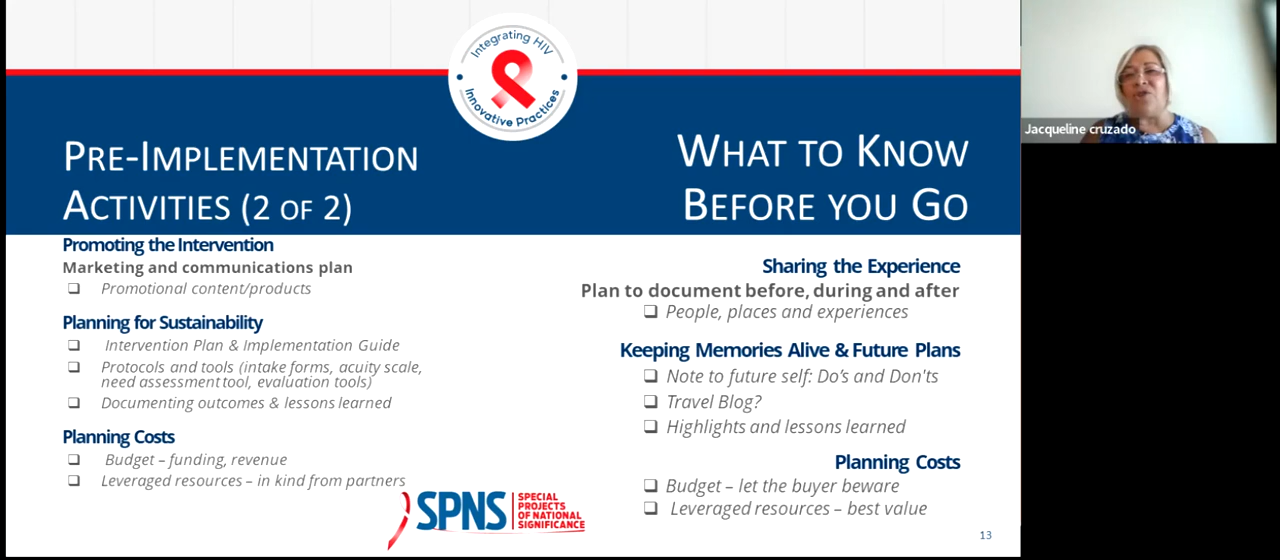 Integrating HIV
Innovative Practices
PRE-IMPLEMENTATION
ACTIVITIES (2 OF 2)
Promoting the Intervention
Marketing and communications plan
❑ Promotional content/products
Planning for Sustainability
❑ Intervention Plan & Implementation Guide
❑ Protocols and tools (intake forms, acuity scale,
need assessment tool, evaluation tools)
❑ Documenting outcomes & lessons learned
Planning Costs
❑ Budget – funding, revenue
❑ Leveraged resources – in kind from partners
WHAT TO KNOW
BEFORE YOU GO
Sharing the Experience
Plan to document before, during and after
❑ People, places and experiences
Keeping Memories Alive & Future Plans
❑ Note to future self: Do’s and Don'ts
❑ Travel Blog?
❑ Highlights and lessons learned
Planning Costs
❑ Budget – let the buyer beware
❑ Leveraged resources – best value
SPNS
SPECIAL
PROJECTS
OF NATIONAL
SIGNIFICANCE
13
Jacqueline cruzado